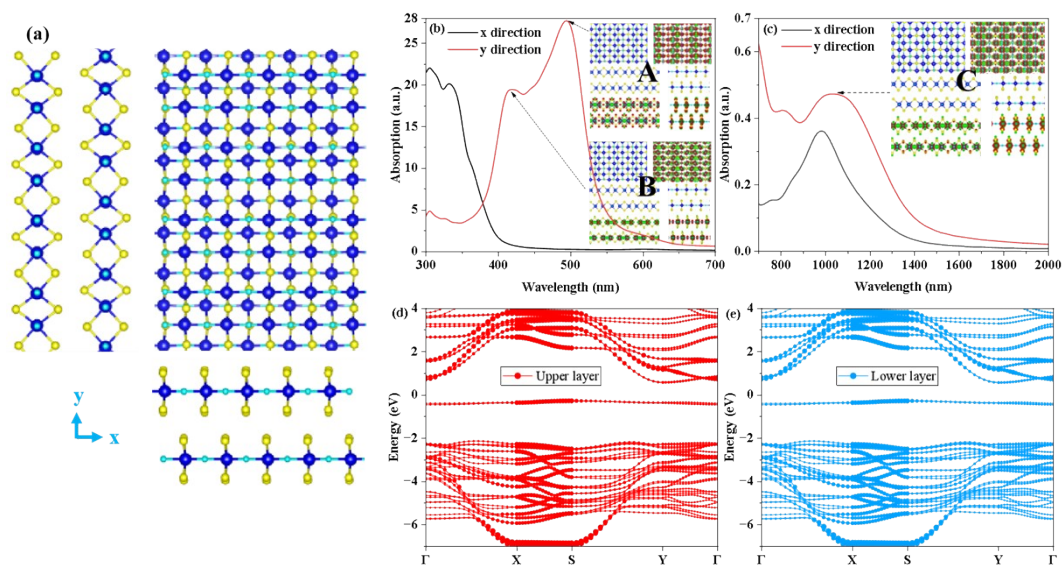 (a)
y
x
(b)
x direction
y direction
A
B
Absorption (a.u.)
28
25
20
15
10
5
0
300
400
500
600
700
Wavelength (nm)
(c)
x direction
y direction
C
Absorption (a.u.)
0.7
0.6
0.4
0.2
0.0
800
1000
1200
1400
1600
1800
2000
Wavelength (nm)
(d)
Upper layer
Energy (eV)
4
2
0
−2
−4
−6
Γ
X
S
Y
Γ
(e)
Lower layer
Energy (eV)
4
2
0
−2
−4
−6
Γ
X
S
Y
Γ